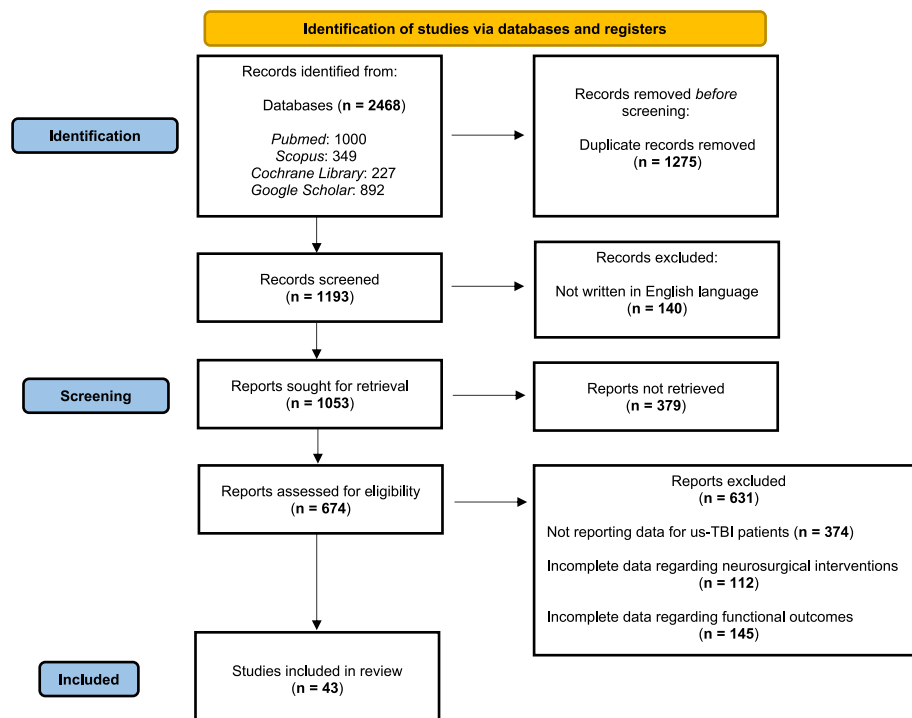 Identification of studies via databases and registers
Identification
Records identified from:
Databases (n = 2468)
Pubmed: 1000
Scopus: 349
Cochrane Library: 227
Google Scholar: 892
Records removed before
screening:
Duplicate records removed
(n = 1275)
Records screened
(n = 1193)
Records excluded:
Not written in English language
(n = 140)
Screening
Reports sought for retrieval
(n = 1053)
Reports not retrieved
(n = 379)
Reports assessed for eligibility
(n = 674)
Reports excluded
(n = 631)
Not reporting data for us-TBI patients (n = 374)
Incomplete data regarding neurosurgical interventions
(n = 112)
Incomplete data regarding functional outcomes
(n = 145)
Included
Studies included in review
(n = 43)